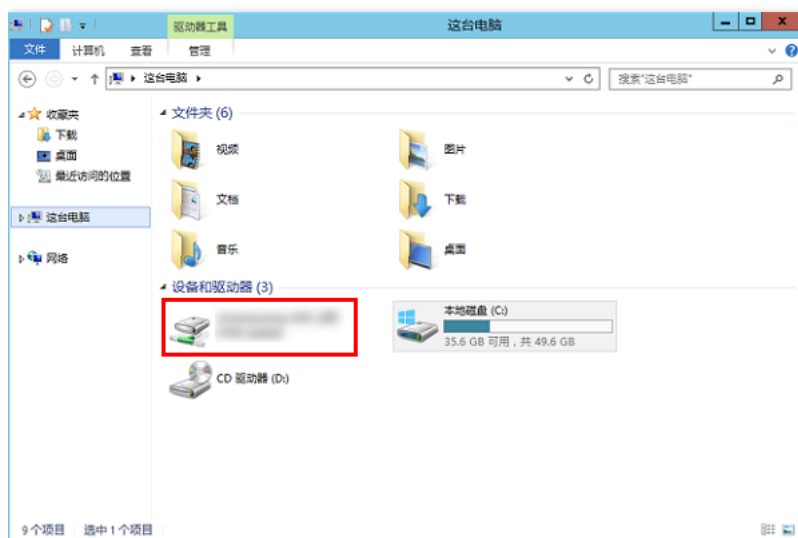 驱动器工具
这台电脑
文件
计算机
查看
管理
这台电脑
搜索"这台电脑"
收藏夹
下载
桌面
最近访问的位置
这台电脑
网络
文件夹 (6)
视频
图片
文档
下载
音乐
桌面
设备和驱动器 (3)
本地磁盘 (C:)
35.6 GB 可用，共 49.6 GB
CD 驱动器 (D:)
9 个项目
选中 1 个项目